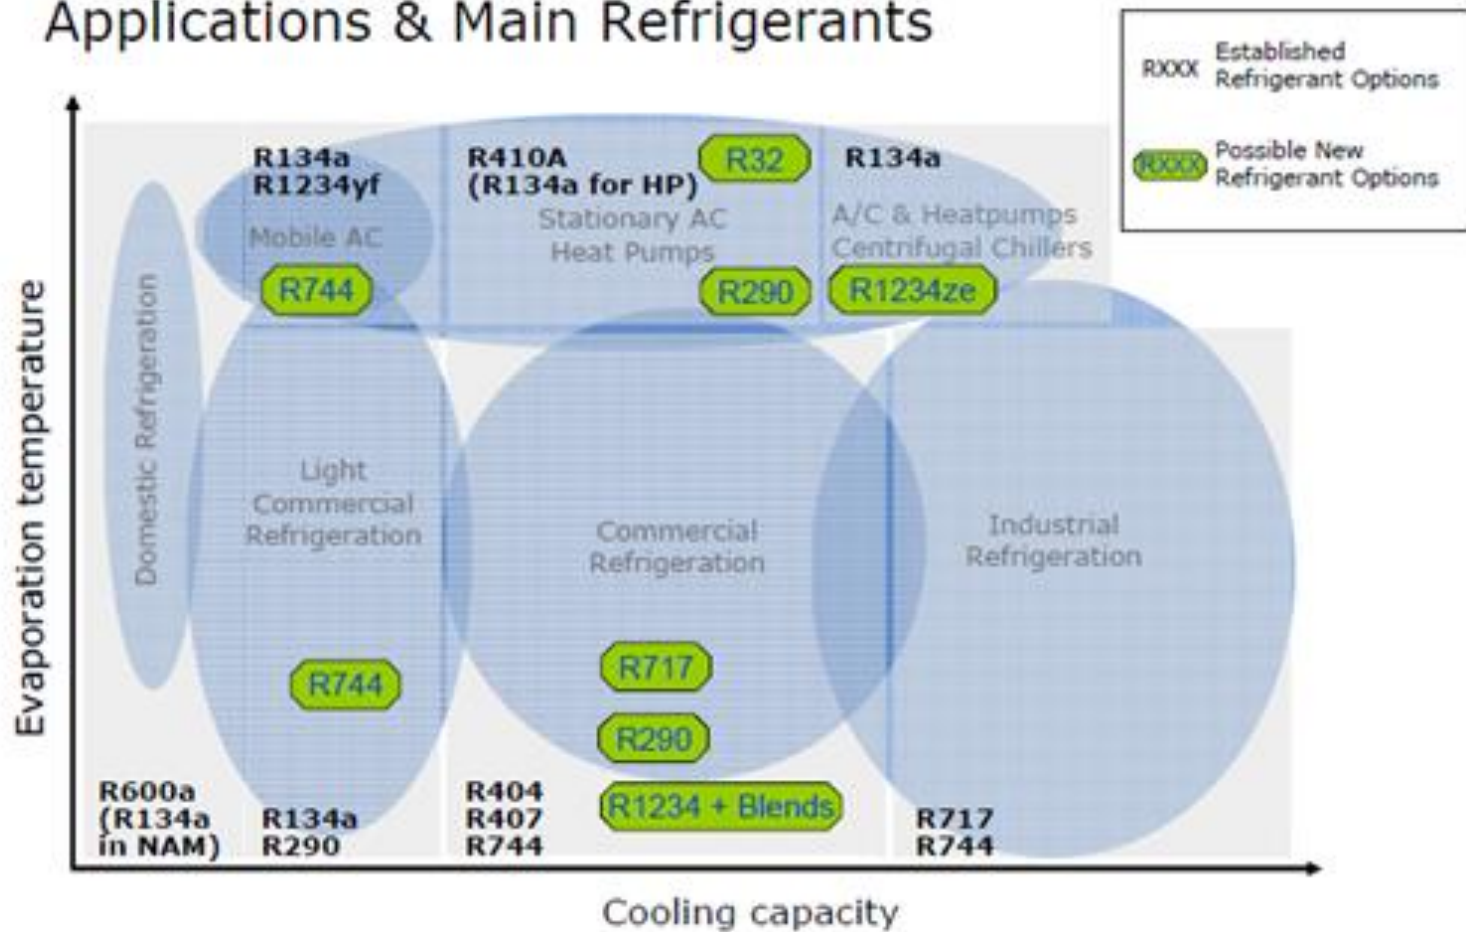 Applications & Main Refrigerants
RXXX
Established
Refrigerant Options
RXXX
Possible New
Refrigerant Options
Evaporation temperature
Domestic Refrigeration
R134a
R1234yf
Mobile AC
R744
R410A
(R134a for HP)
R32
Stationary AC
Heat Pumps
R290
R134a
A/C & Heatpumps
Centrifugal Chillers
R1234ze
Light
Commercial
Refrigeration
R744
Commercial
Refrigeration
R717
R290
R1234 + Blends
Industrial
Refrigeration
R600a
(R134a
in NAM)
R134a
R290
R404
R407
R744
R717
R744
Cooling capacity